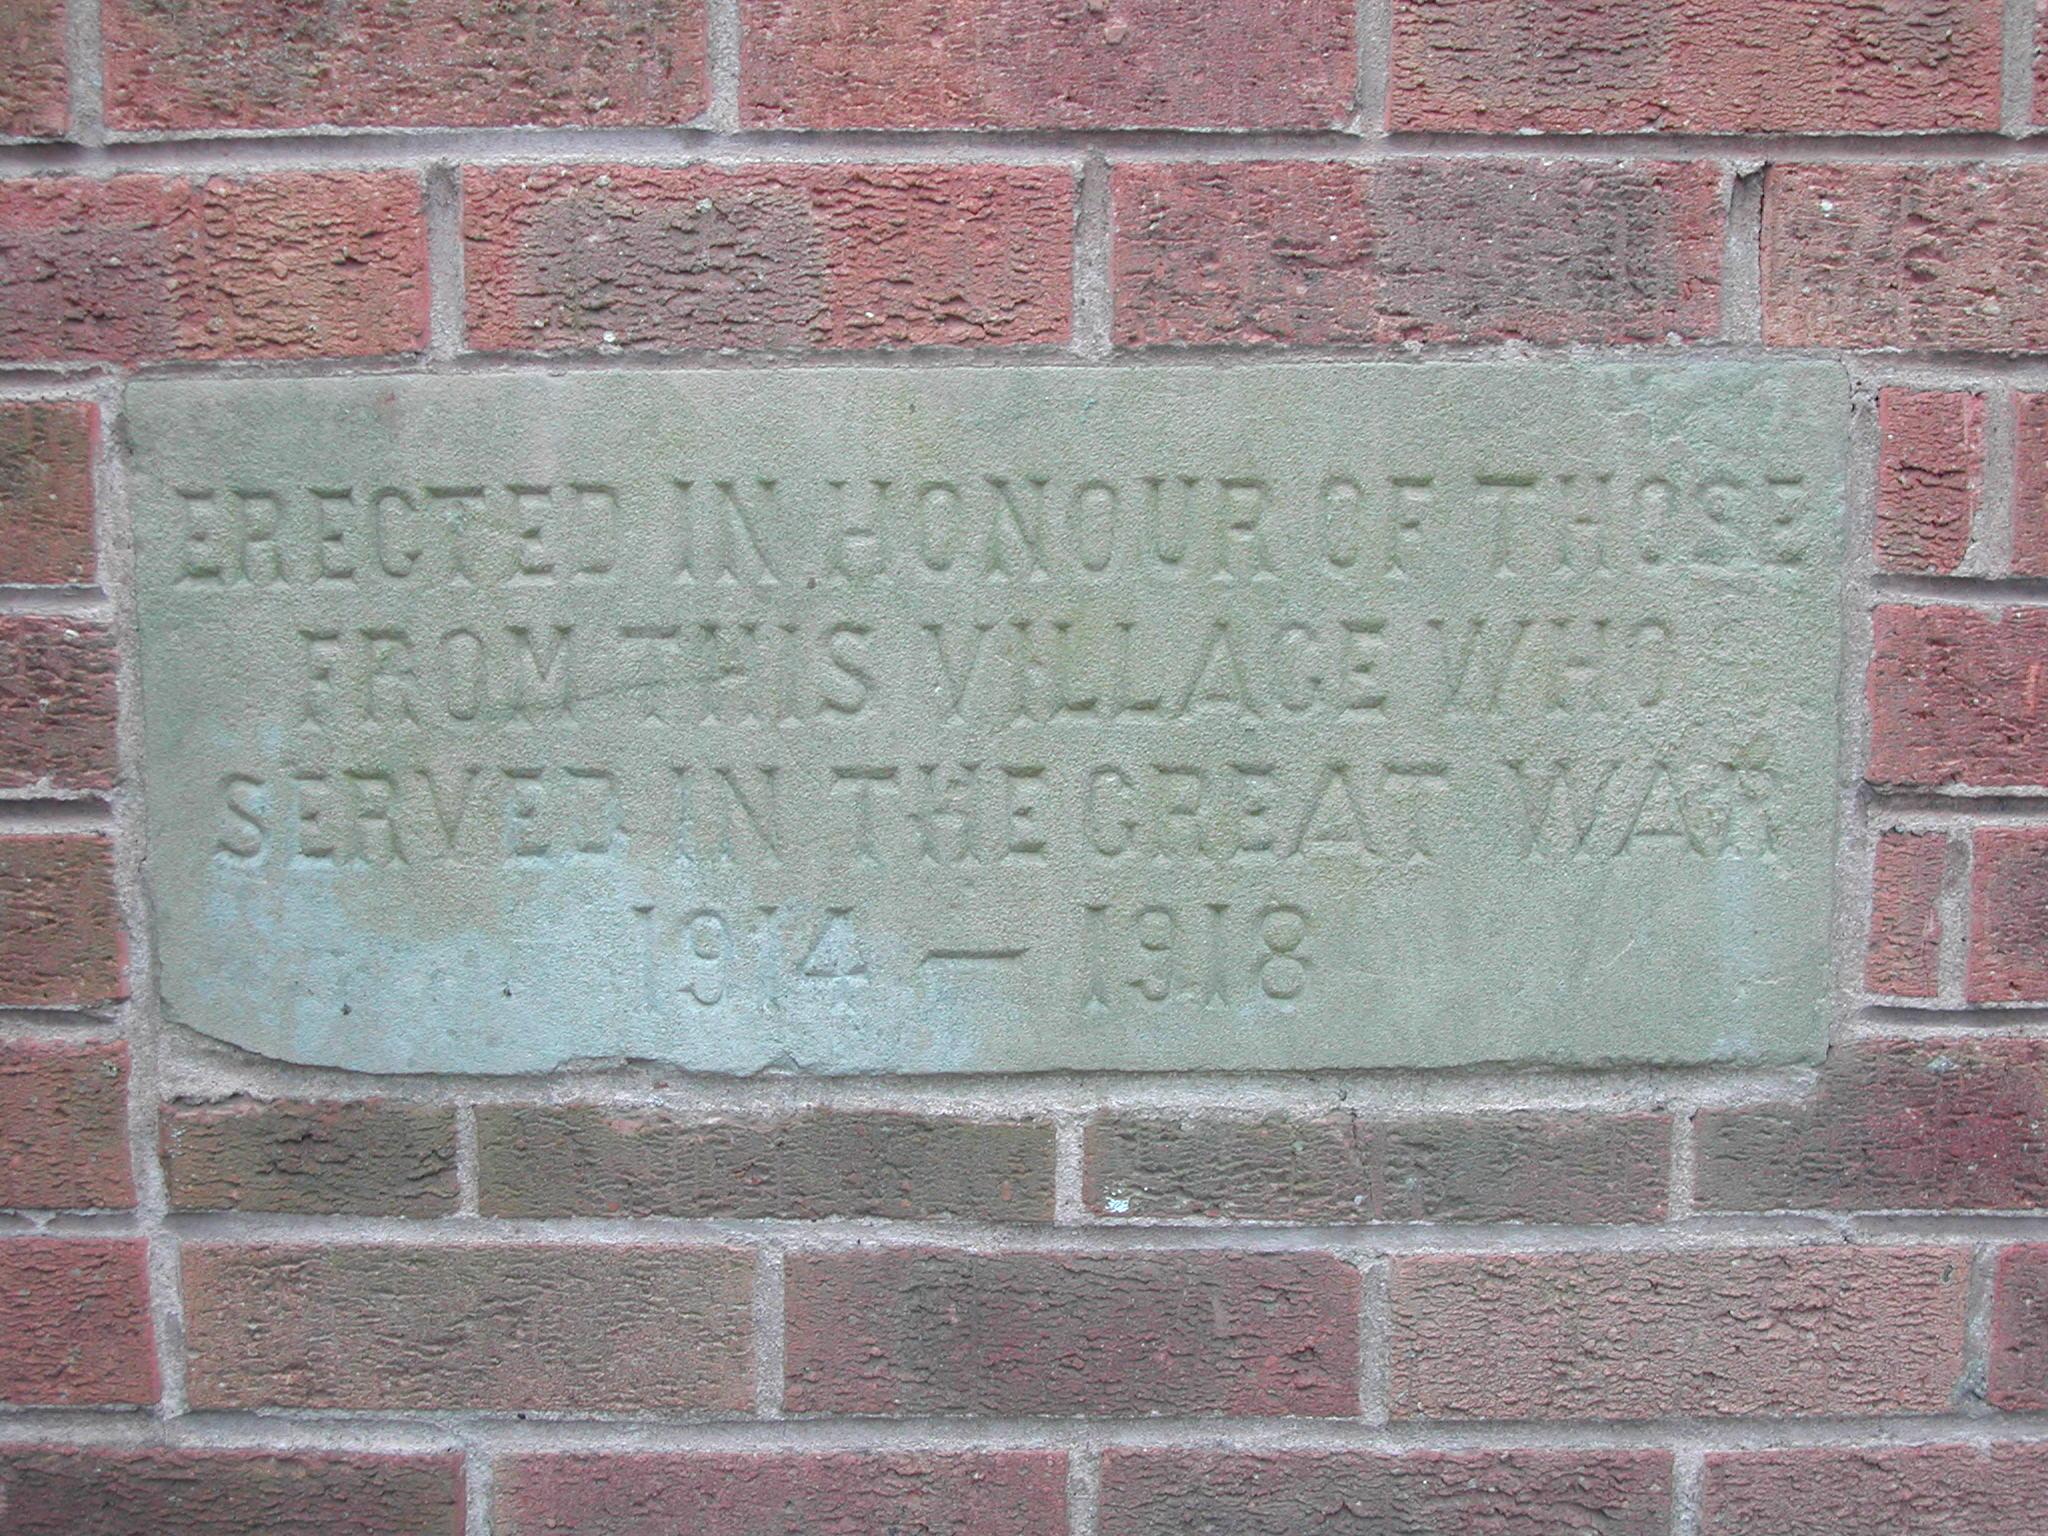 ERECTED IN HONOUR OF THOSE
FROM THIS VILLAGE WHO
SERVED IN THE GREAT WAR
1914 — 1918